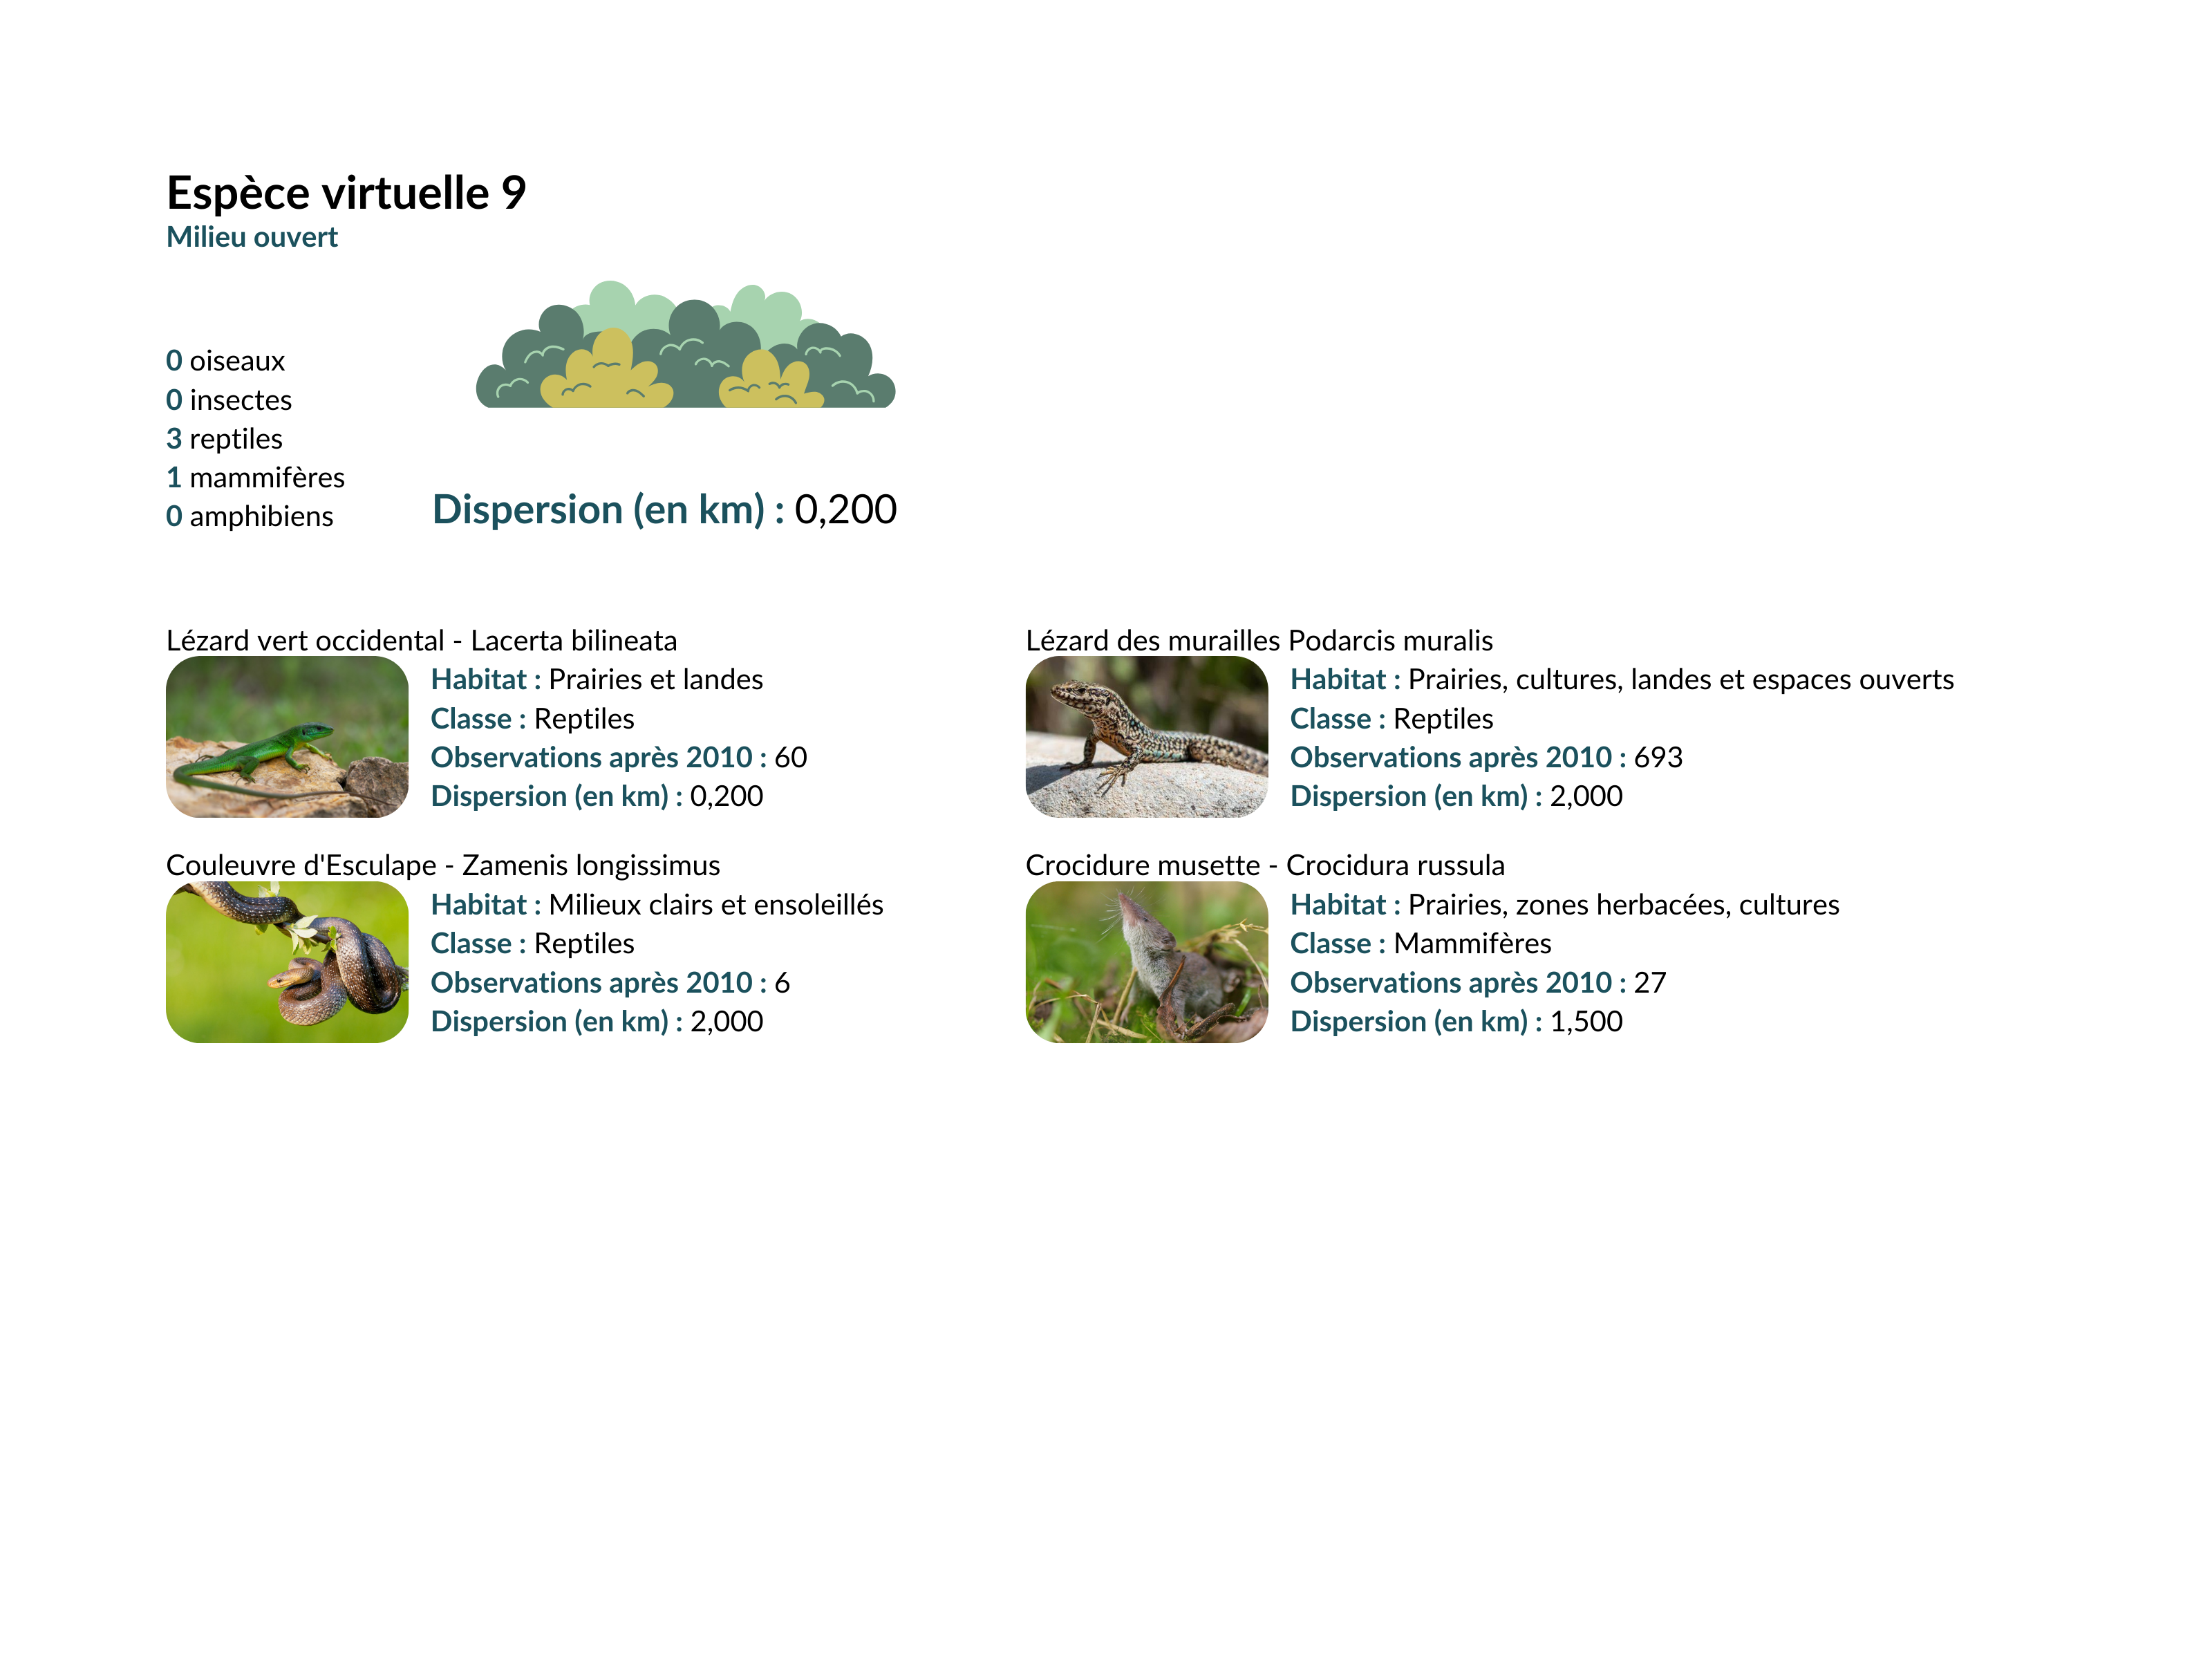 Espèce virtuelle 9
Milieu ouvert
0 oiseaux
0 insectes
3 reptiles
1 mammifères
0 amphibiens
Dispersion (en km) : 0,200
Lézard vert occidental - Lacerta bilineata
Habitat : Prairies et landes
Classe : Reptiles
Observations après 2010 : 60
Dispersion (en km) : 0,200
Lézard des murailles Podarcis muralis
Habitat : Prairies, cultures, landes et espaces ouverts
Classe : Reptiles
Observations après 2010 : 693
Dispersion (en km) : 2,000
Couleuvre d'Esculape - Zamenis longissimus
Habitat : Milieux clairs et ensoleillés
Classe : Reptiles
Observations après 2010 : 6
Dispersion (en km) : 2,000
Crocidure musette - Crocidura russula
Habitat : Prairies, zones herbacées, cultures
Classe : Mammifères
Observations après 2010 : 27
Dispersion (en km) : 1,500